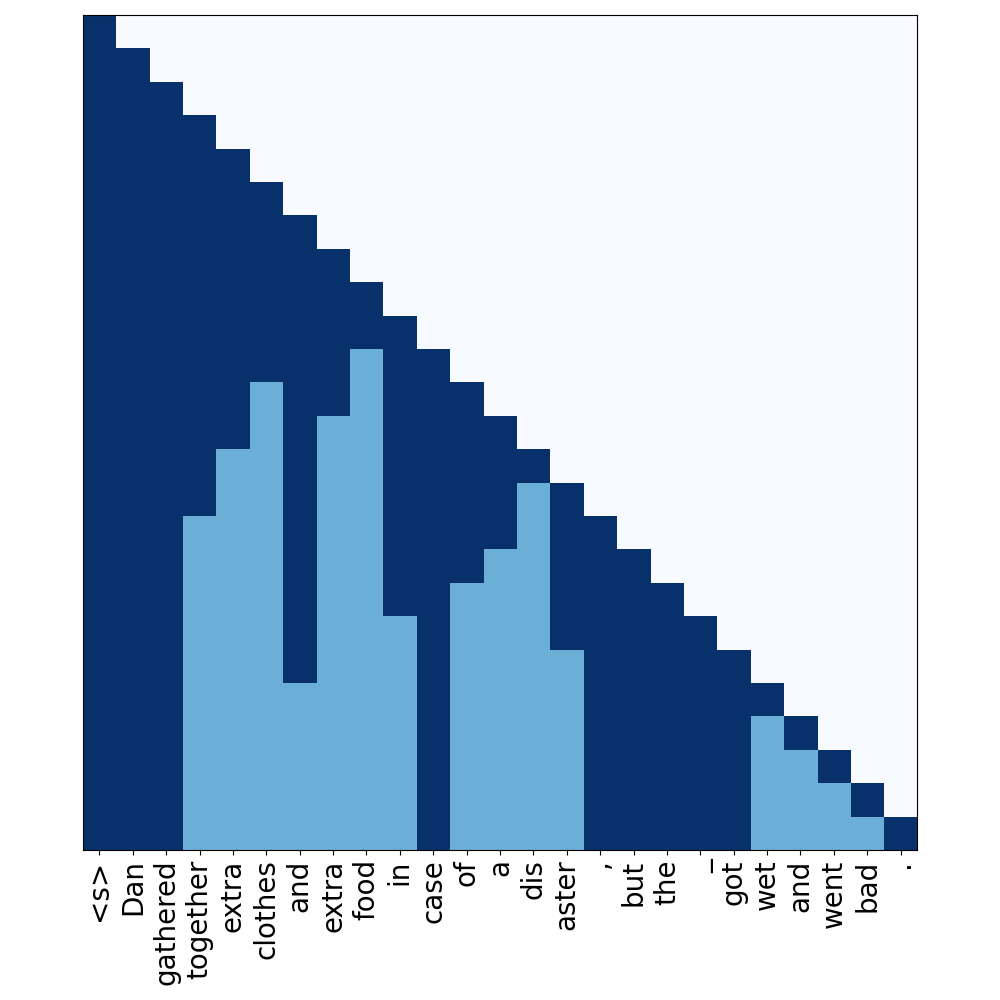 <s> Dan gathered together extra clothes and extra food in case of a dis aster , but the _ got wet and went bad .